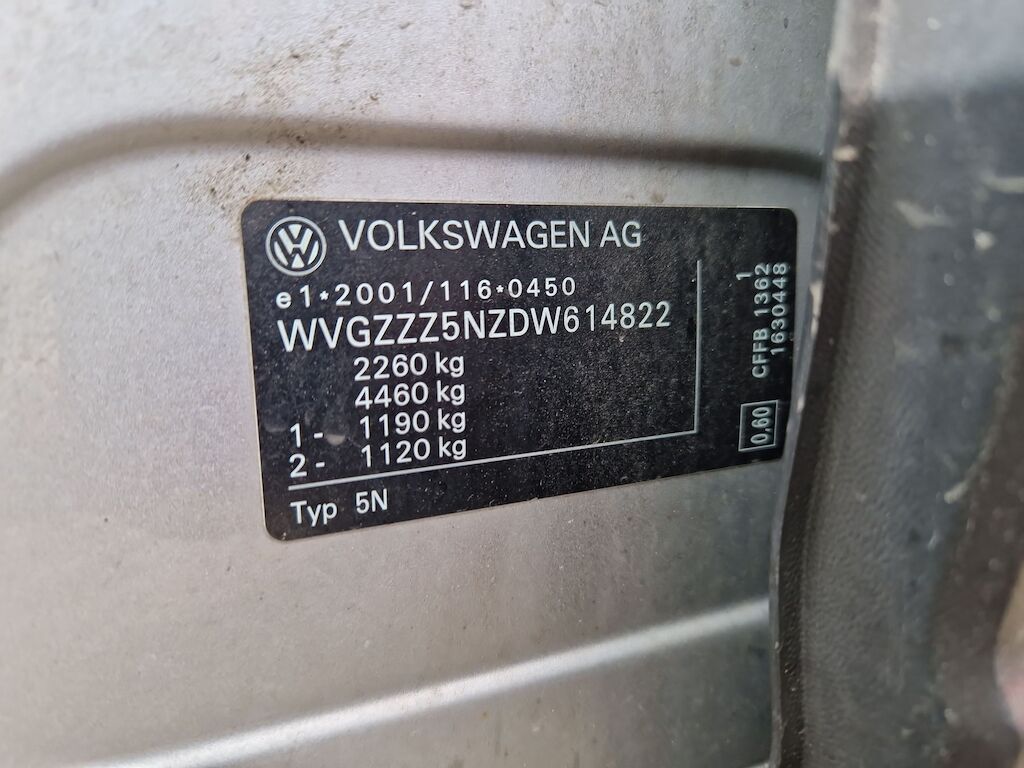 VOLKSWAGEN AG
e1*2001/116*0450
WVGZZZ5NZDW614822
2260 kg
4460 kg
1- 1190 kg
2- 1120 kg
Typ 5N
1
CFFB 1362
1630448
0,60